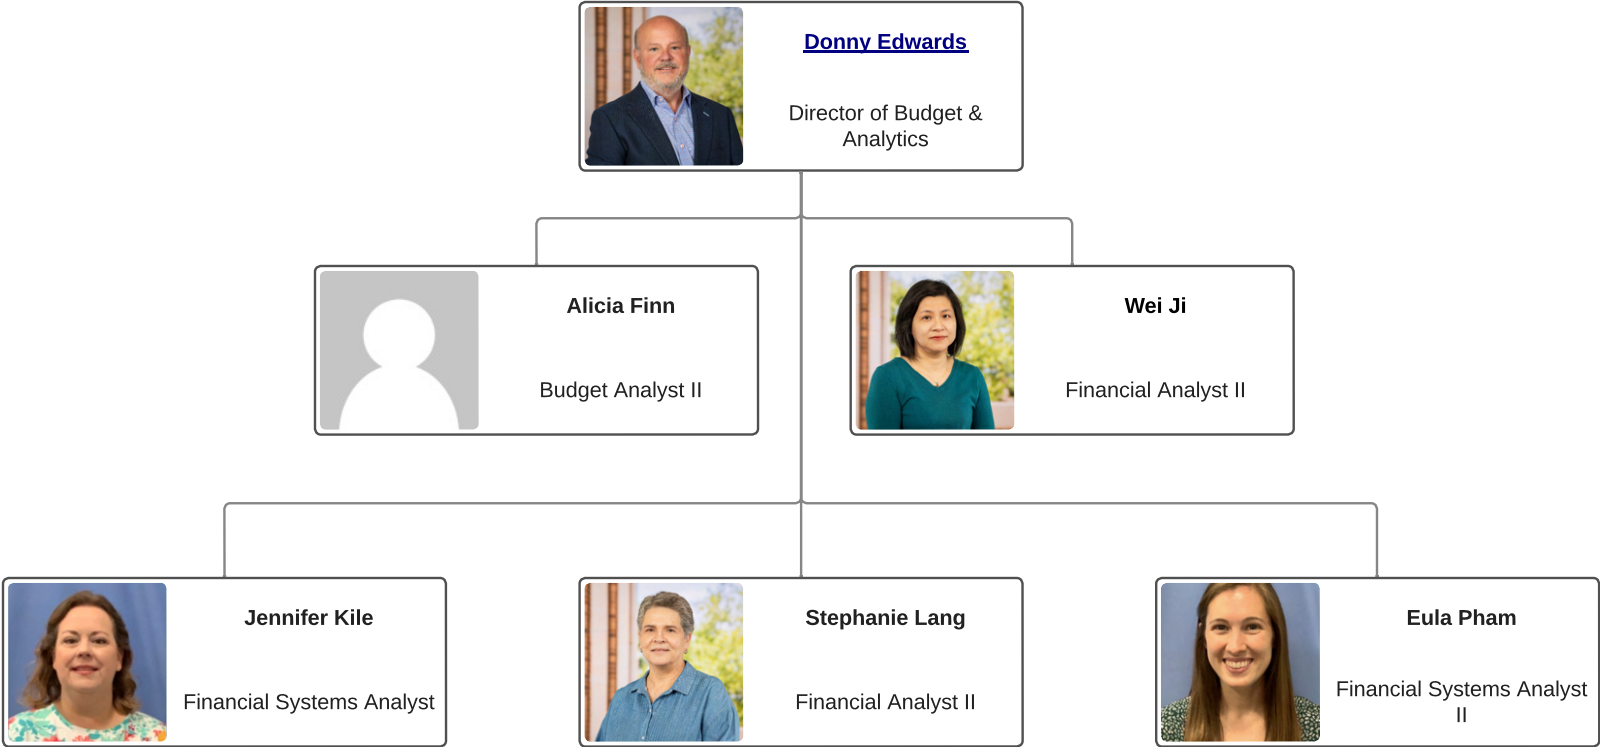 Donny Edwards
Director of Budget &
Analytics
Alicia Finn
Budget Analyst II
Wei Ji
Financial Analyst II
Jennifer Kile
Financial Systems Analyst
Stephanie Lang
Financial Analyst II
Eula Pham
Financial Systems Analyst
II